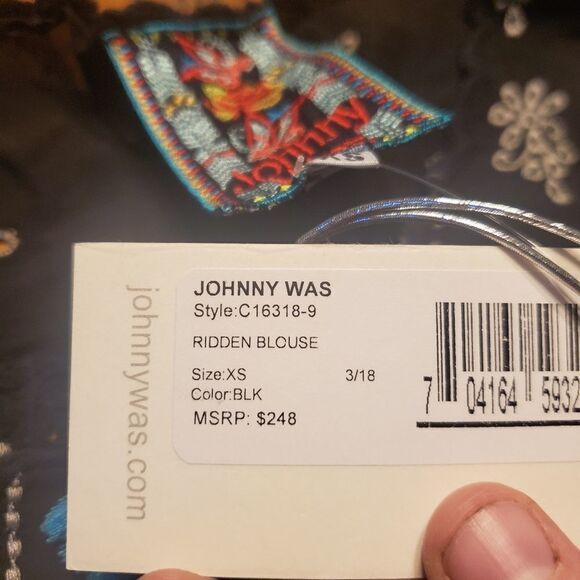 Johnny
johnnywas.com
JOHNNY WAS
Style:C16318-9
RIDDEN BLOUSE
Size:XS 3/18
Color:BLK
MSRP: $248
7 04164 5932